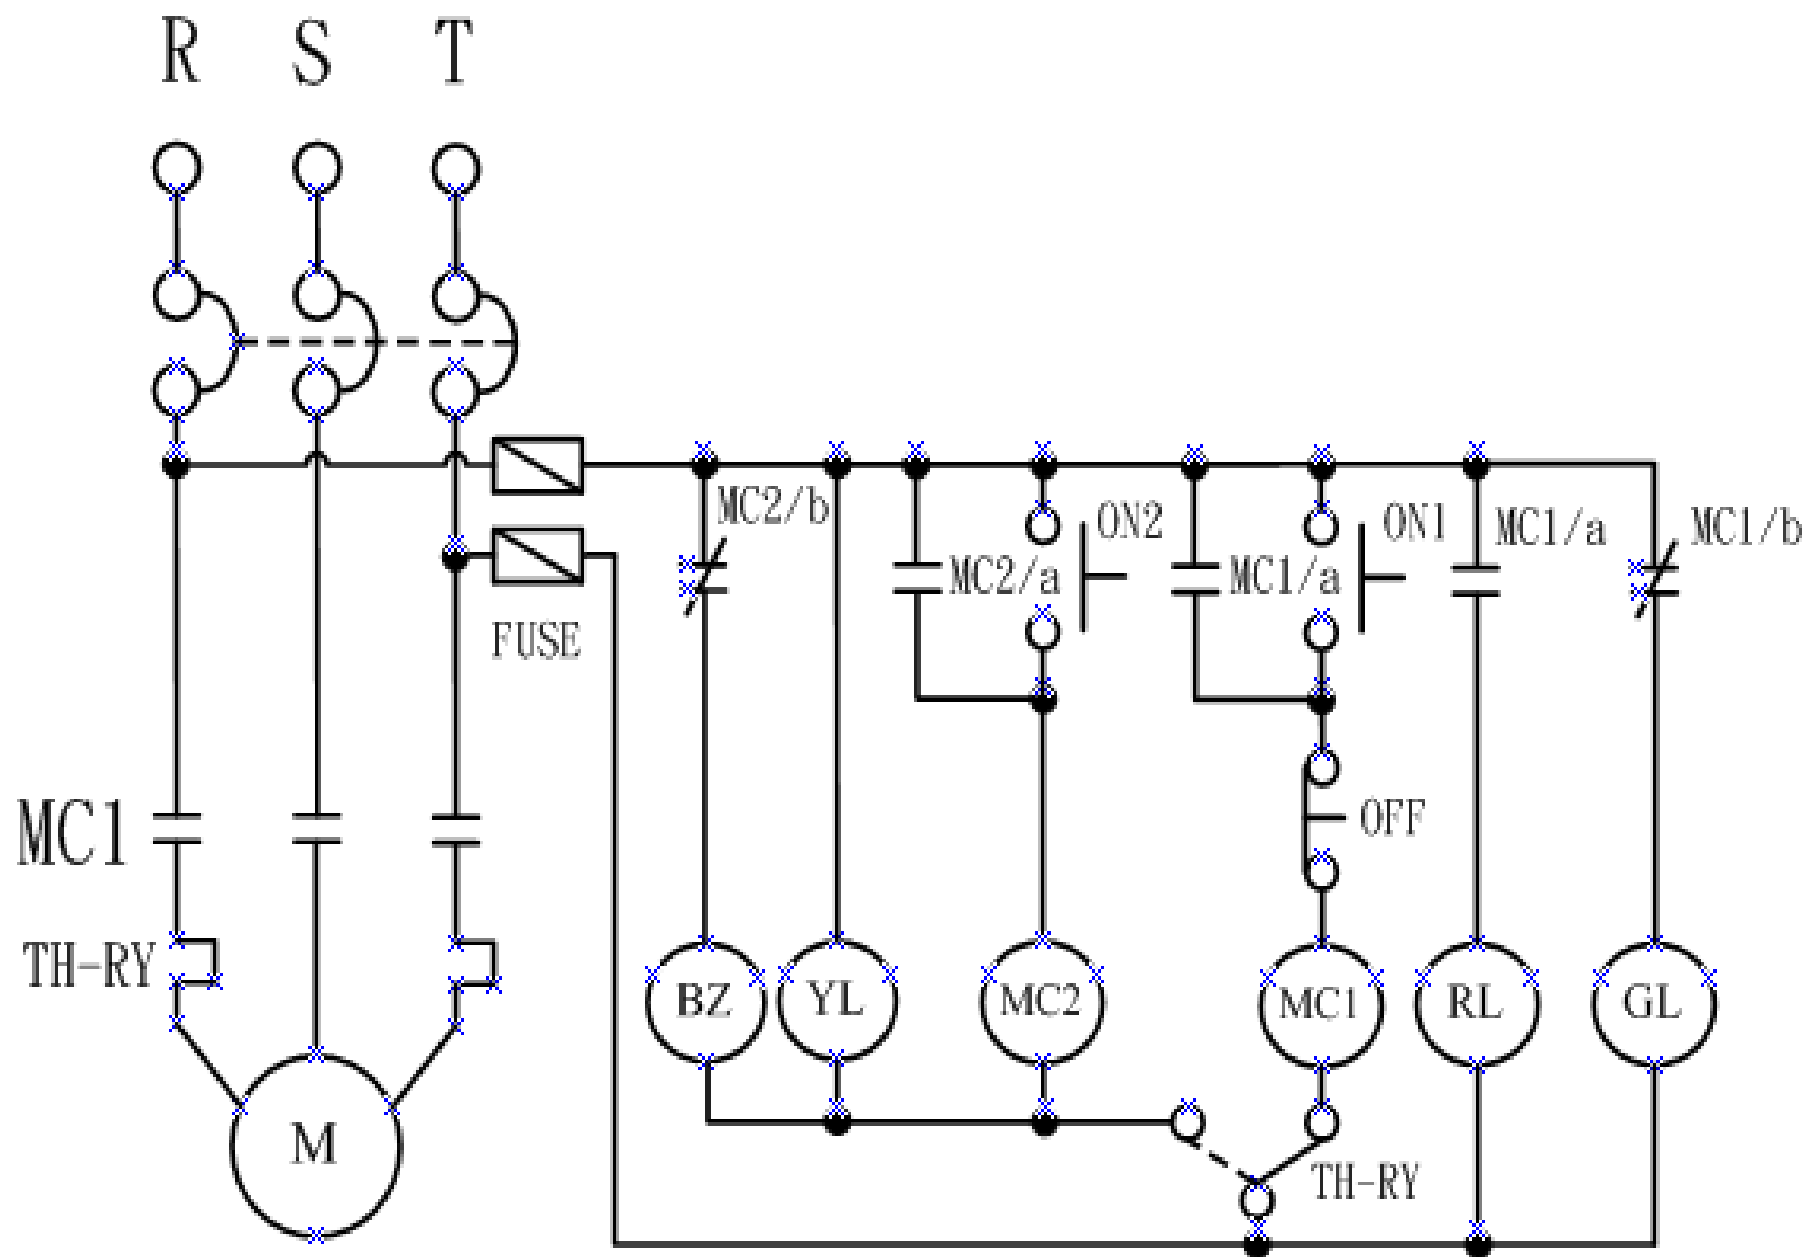 R S T
MC2/b
ON2
ON1
MC1/a
MC1/b
MC2/a
MC1/a
FUSE
MC1
OFF
TH-RY
BZ
YL
MC2
MC1
RL
GL
M
TH-RY